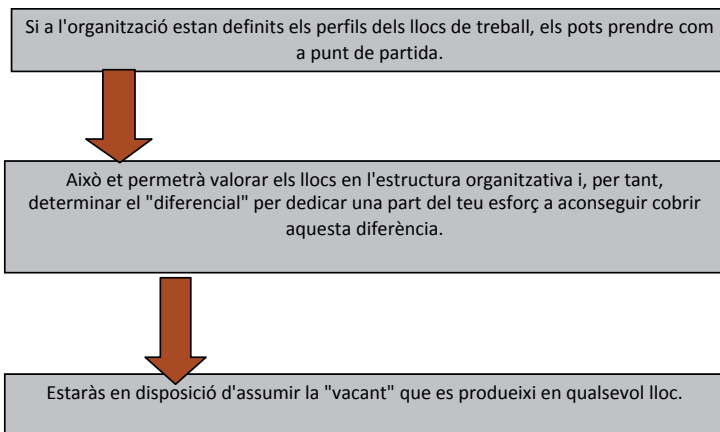 Si a l'organització estan definits els perfils dels llocs de treball, els pots prendre com
a punt de partida.
Això et permetrà valorar els llocs en l'estructura organitzativa i, per tant,
determinar el "diferencial" per dedicar una part del teu esforç a aconseguir cobrir
aquesta diferència.
Estaràs en disposició d'assumir la "vacant" que es produeixi en qualsevol lloc.